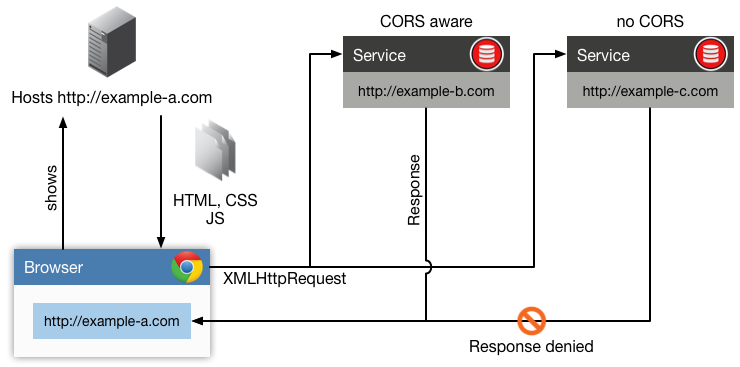 CORS aware
no CORS
Service
Service
http://example-b.com
http://example-c.com
Hosts http://example-a.com
shows
HTML, CSS
JS
Response
Browser
XMLHttpRequest
http://example-a.com
Response denied